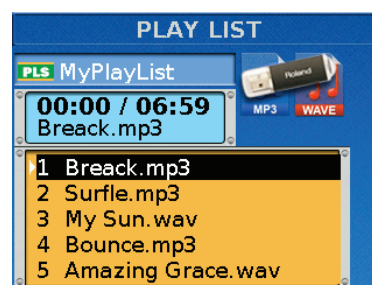 PLAY LIST
PLS MyPlayList
00:00 / 06:59
Breack.mp3
Roland
MP3 WAVE
1 Breack.mp3
2 Surfle.mp3
3 My Sun.wav
4 Bounce.mp3
5 Amazing Grace.wav